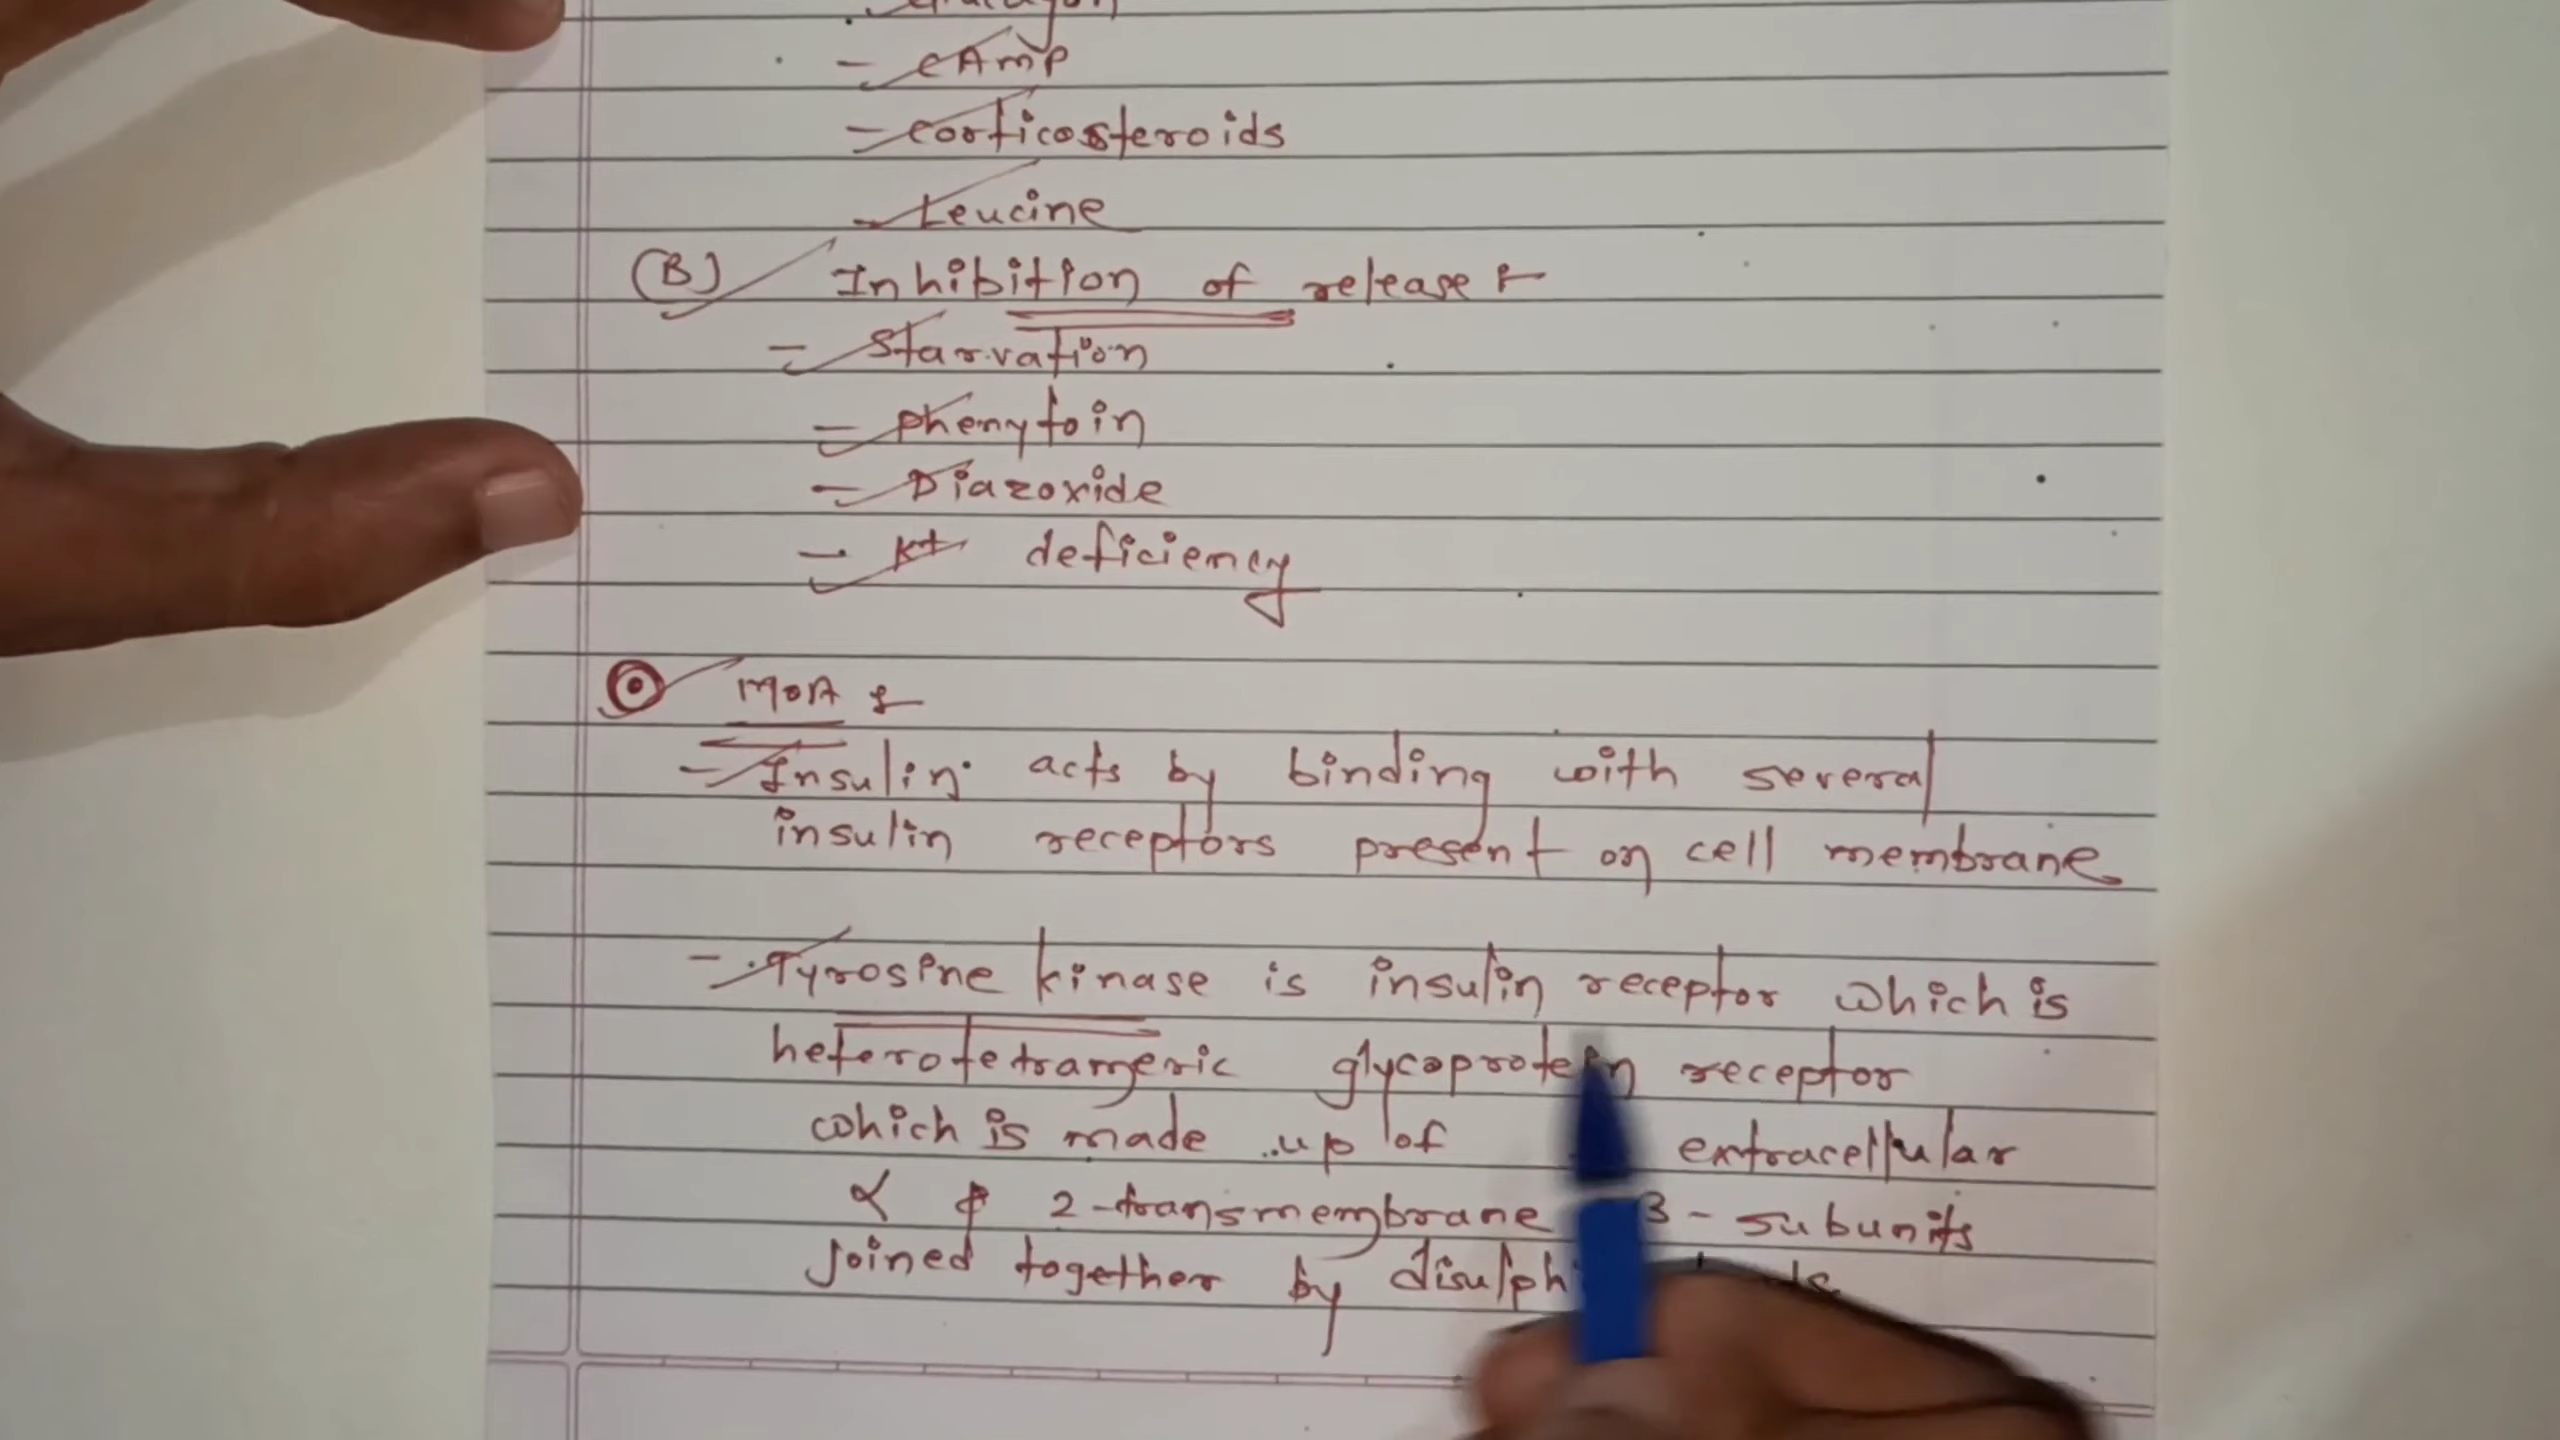 - cAmp
- corticosteroids
- Leucine
(B) Inhibition of release :-
- Starvation
- phenytoin
- Diazoxide
- K+ deficiency
MOA :-
- Insulin acts by binding with several
insulin receptors present on cell membrane
- Tyrosine kinase is insulin receptor which is
heterotetrameric glycoprotein receptor
which is made up of extracellular
α & 2-transmembrane β - subunits
joined together by